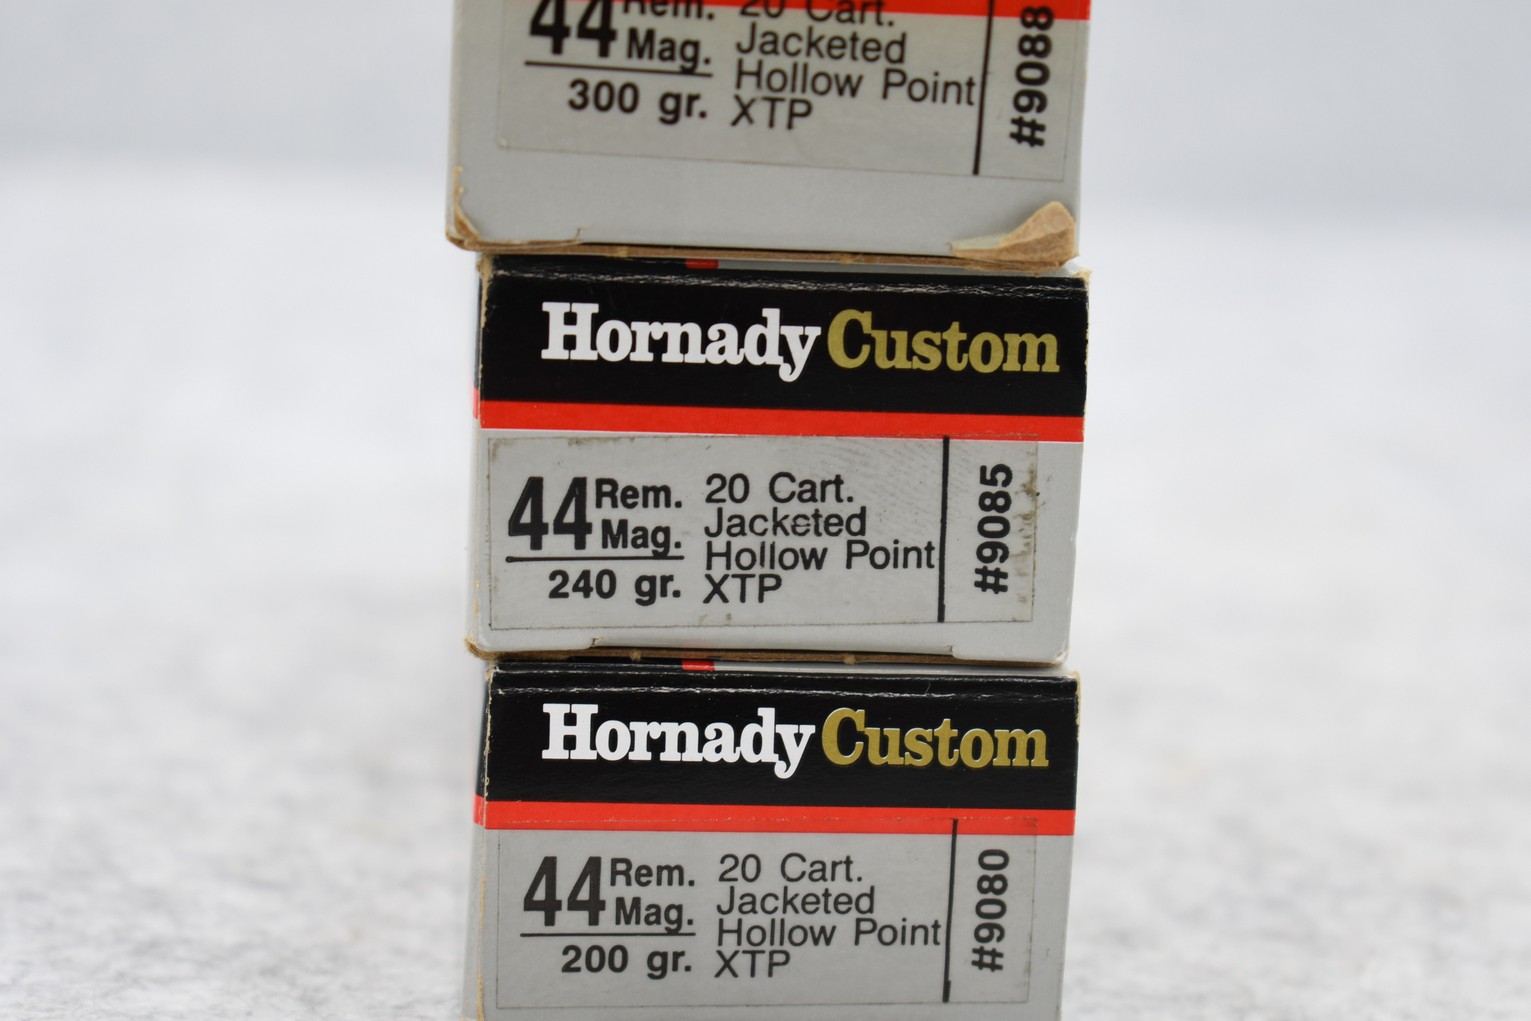 44 Rem. Mag. 20 Cart.
Jacketed
Hollow Point
300 gr. XTP
#9088
Hornady Custom
44 Rem. Mag. 20 Cart.
Jacketed
Hollow Point
240 gr. XTP
#9085
Hornady Custom
44 Rem. Mag. 20 Cart.
Jacketed
Hollow Point
200 gr. XTP
#9080